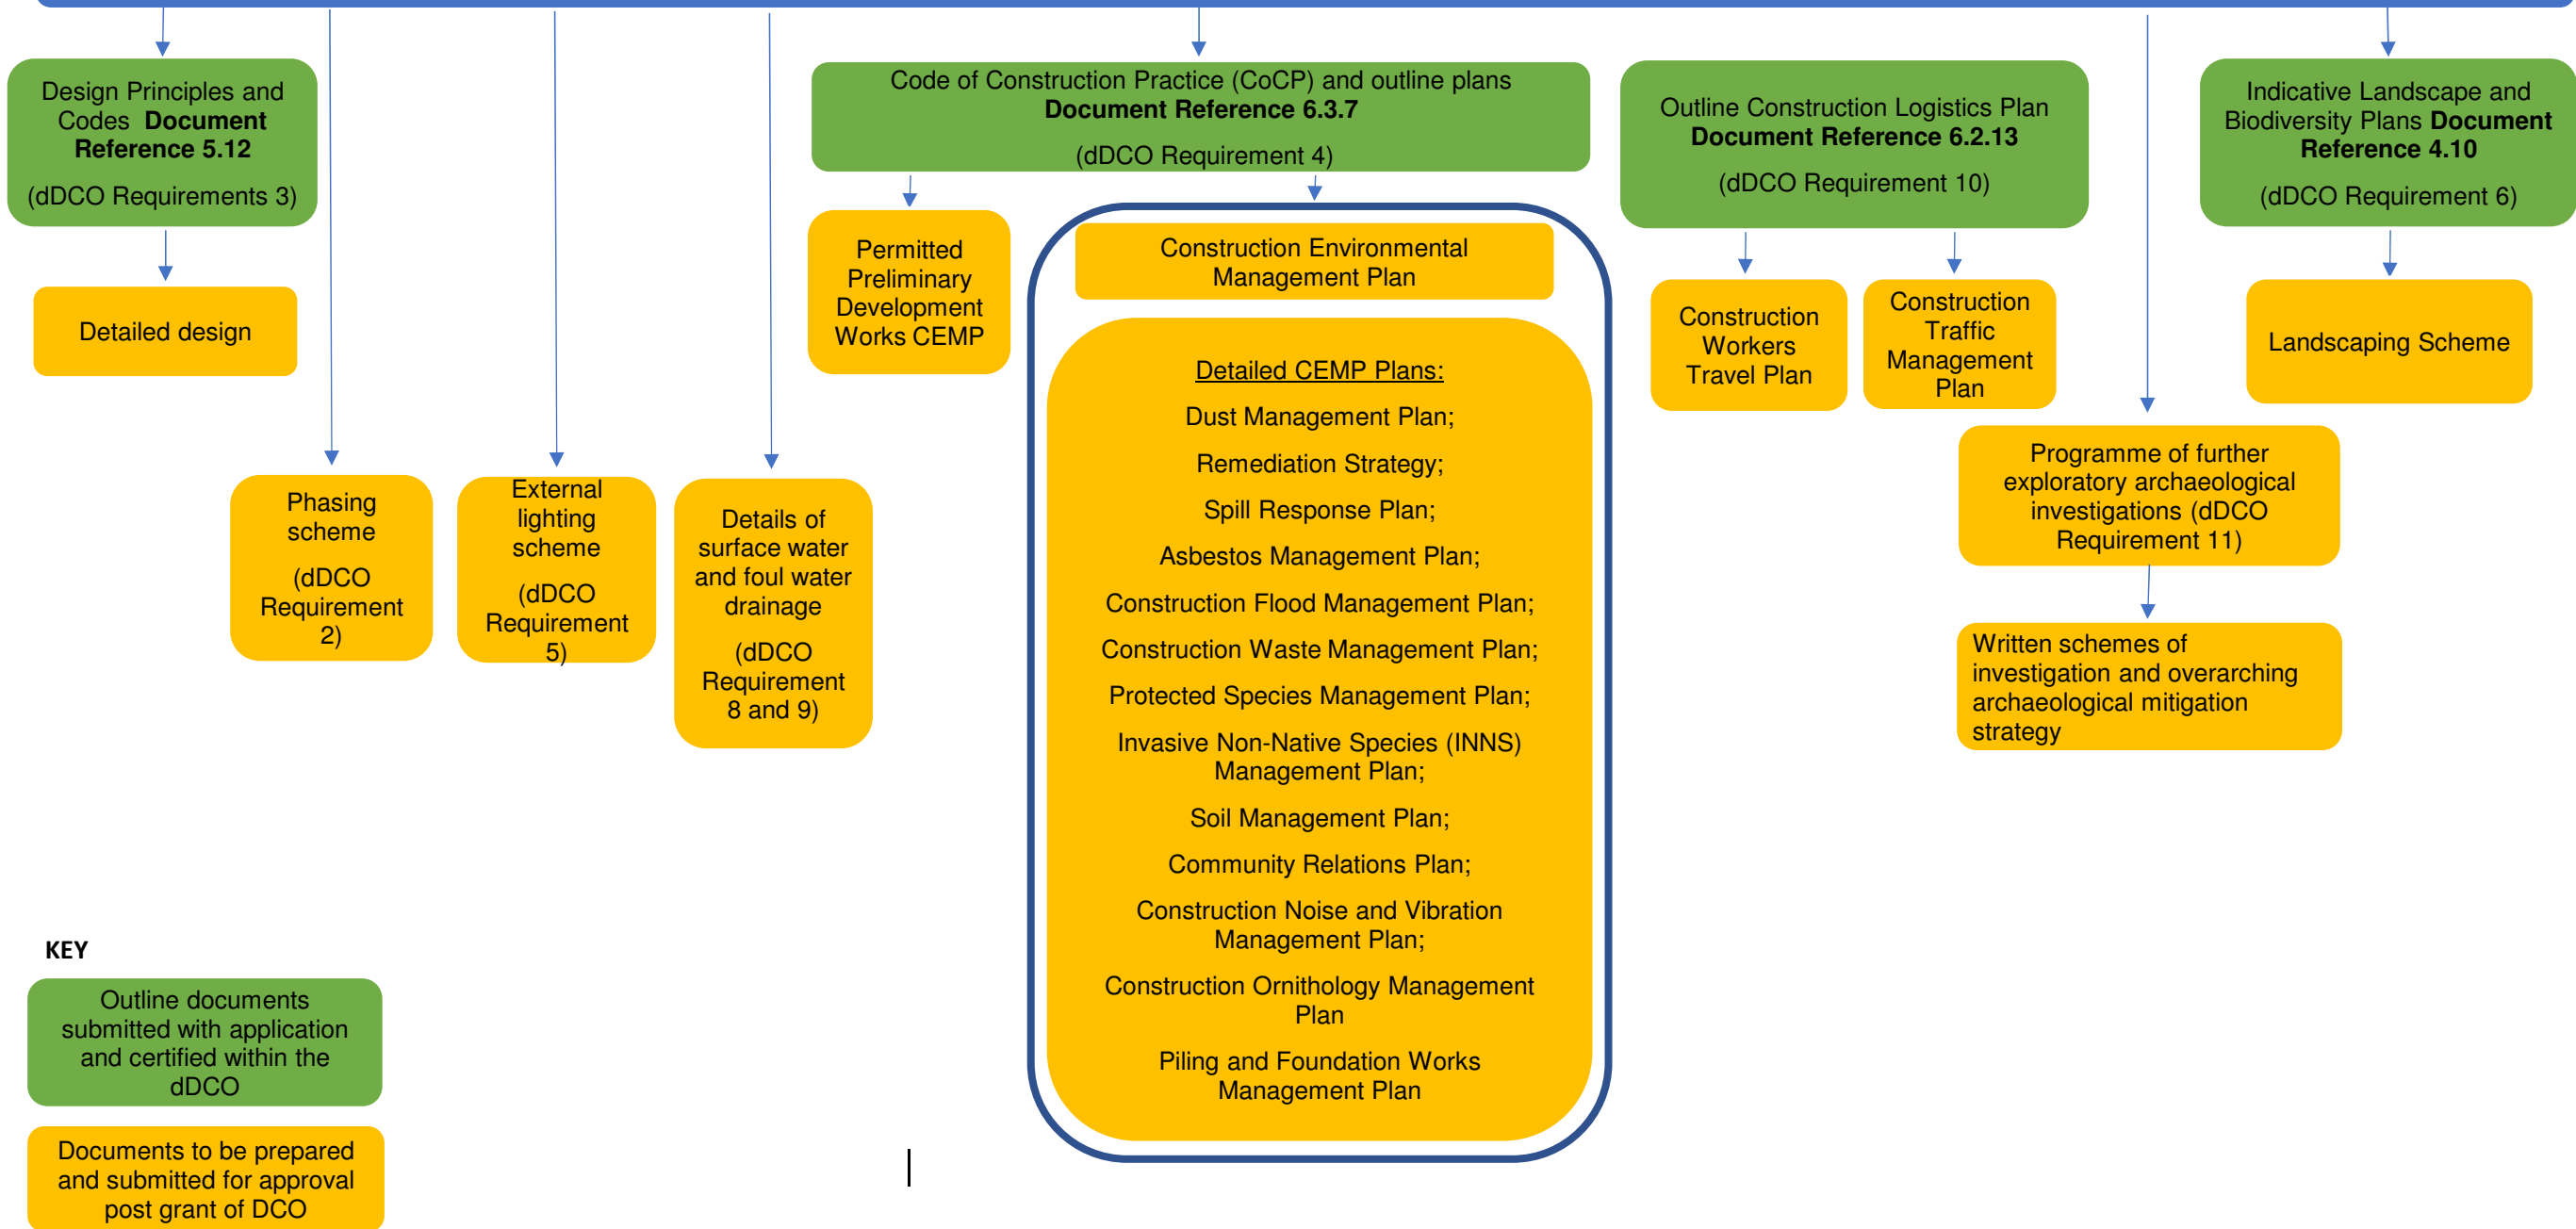 Design Principles and
Codes Document
Reference 5.12
(dDCO Requirements 3)
Code of Construction Practice (CoCP) and outline plans
Document Reference 6.3.7
(dDCO Requirement 4)
Outline Construction Logistics Plan
Document Reference 6.2.13
(dDCO Requirement 10)
Indicative Landscape and
Biodiversity Plans Document
Reference 4.10
(dDCO Requirement 6)
Detailed design
Permitted
Preliminary
Development
Works CEMP
Construction Environmental
Management Plan
Construction
Workers
Travel Plan
Construction
Traffic
Management
Plan
Landscaping Scheme
Phasing
scheme
(dDCO
Requirement
2)
External
lighting
scheme
(dDCO
Requirement
5)
Details of
surface water
and foul water
drainage
(dDCO
Requirement
8 and 9)
Detailed CEMP Plans:
Dust Management Plan;
Remediation Strategy;
Spill Response Plan;
Asbestos Management Plan;
Construction Flood Management Plan;
Construction Waste Management Plan;
Protected Species Management Plan;
Invasive Non-Native Species (INNS)
Management Plan;
Soil Management Plan;
Community Relations Plan;
Construction Noise and Vibration
Management Plan;
Construction Ornithology Management
Plan
Piling and Foundation Works
Management Plan
Programme of further
exploratory archaeological
investigations (dDCO
Requirement 11)
Written schemes of
investigation and overarching
archaeological mitigation
strategy
KEY
Outline documents
submitted with application
and certified within the
dDCO
Documents to be prepared
and submitted for approval
post grant of DCO